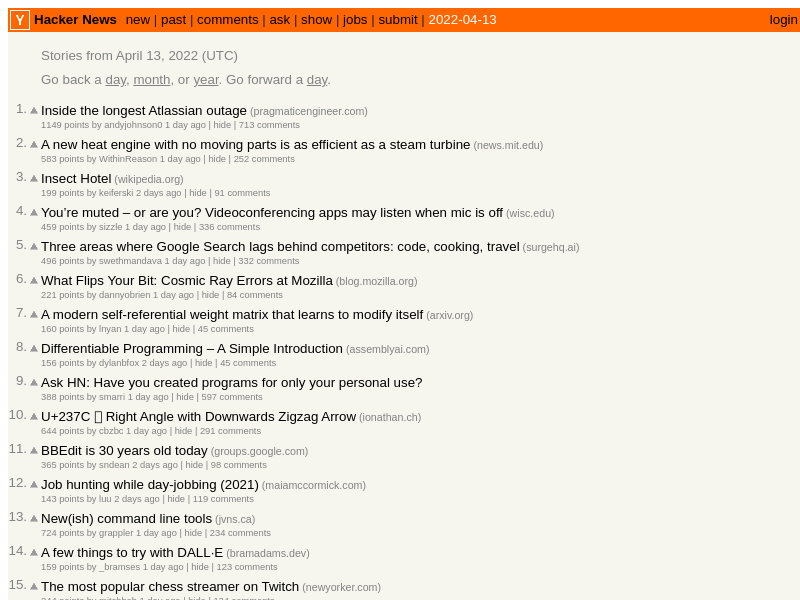 Y Hacker News new | past | comments | ask | show | jobs | submit | 2022-04-13 login
Stories from April 13, 2022 (UTC)
Go back a day, month, or year. Go forward a day.
1. Inside the longest Atlassian outage (pragmaticengineer.com)
1149 points by andyjohnson0 1 day ago | hide | 713 comments
2. A new heat engine with no moving parts is as efficient as a steam turbine (news.mit.edu)
583 points by WithinReason 1 day ago | hide | 252 comments
3. Insect Hotel (wikipedia.org)
199 points by keiferski 2 days ago | hide | 91 comments
4. You’re muted – or are you? Videoconferencing apps may listen when mic is off (wisc.edu)
459 points by sizzle 1 day ago | hide | 336 comments
5. Three areas where Google Search lags behind competitors: code, cooking, travel (surgehq.ai)
496 points by swethmandava 1 day ago | hide | 332 comments
6. What Flips Your Bit: Cosmic Ray Errors at Mozilla (blog.mozilla.org)
221 points by dannyobrien 1 day ago | hide | 84 comments
7. A modern self-referential weight matrix that learns to modify itself (arxiv.org)
160 points by lnyan 1 day ago | hide | 45 comments
8. Differentiable Programming – A Simple Introduction (assemblyai.com)
156 points by dylanbfox 2 days ago | hide | 45 comments
9. Ask HN: Have you created programs for only your personal use?
388 points by smarri 1 day ago | hide | 597 comments
10. U+237C Right Angle with Downwards Zigzag Arrow (ionathan.ch)
644 points by cbzbc 1 day ago | hide | 291 comments
11. BBEdit is 30 years old today (groups.google.com)
365 points by sndean 2 days ago | hide | 98 comments
12. Job hunting while day-jobbing (2021) (maiamccormick.com)
143 points by luu 2 days ago | hide | 119 comments
13. New(ish) command line tools (jvns.ca)
724 points by grappler 1 day ago | hide | 234 comments
14. A few things to try with DALL·E (bramadams.dev)
159 points by _bramses 1 day ago | hide | 123 comments
15. The most popular chess streamer on Twitch (newyorker.com)